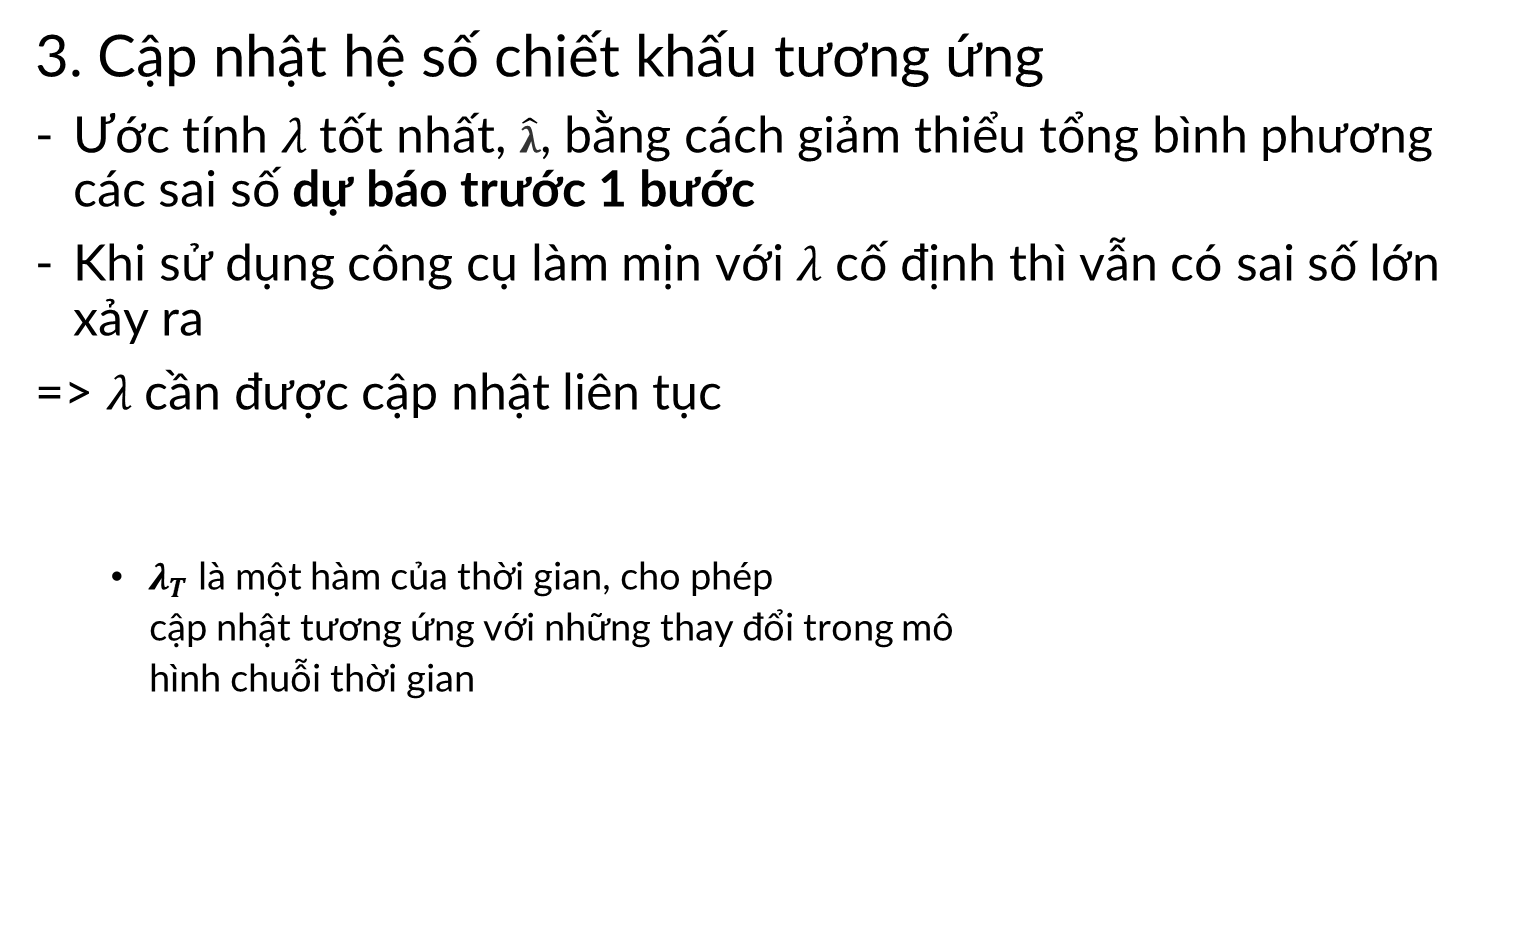 3. Cập nhật hệ số chiết khấu tương ứng
- Ước tính 𝜆 tốt nhất, λ̂, bằng cách giảm thiểu tổng bình phương
các sai số dự báo trước 1 bước
- Khi sử dụng công cụ làm mịn với 𝜆 cố định thì vẫn có sai số lớn
xảy ra
=> 𝜆 cần được cập nhật liên tục
• 𝝀𝑻 là một hàm của thời gian, cho phép
cập nhật tương ứng với những thay đổi trong mô
hình chuỗi thời gian